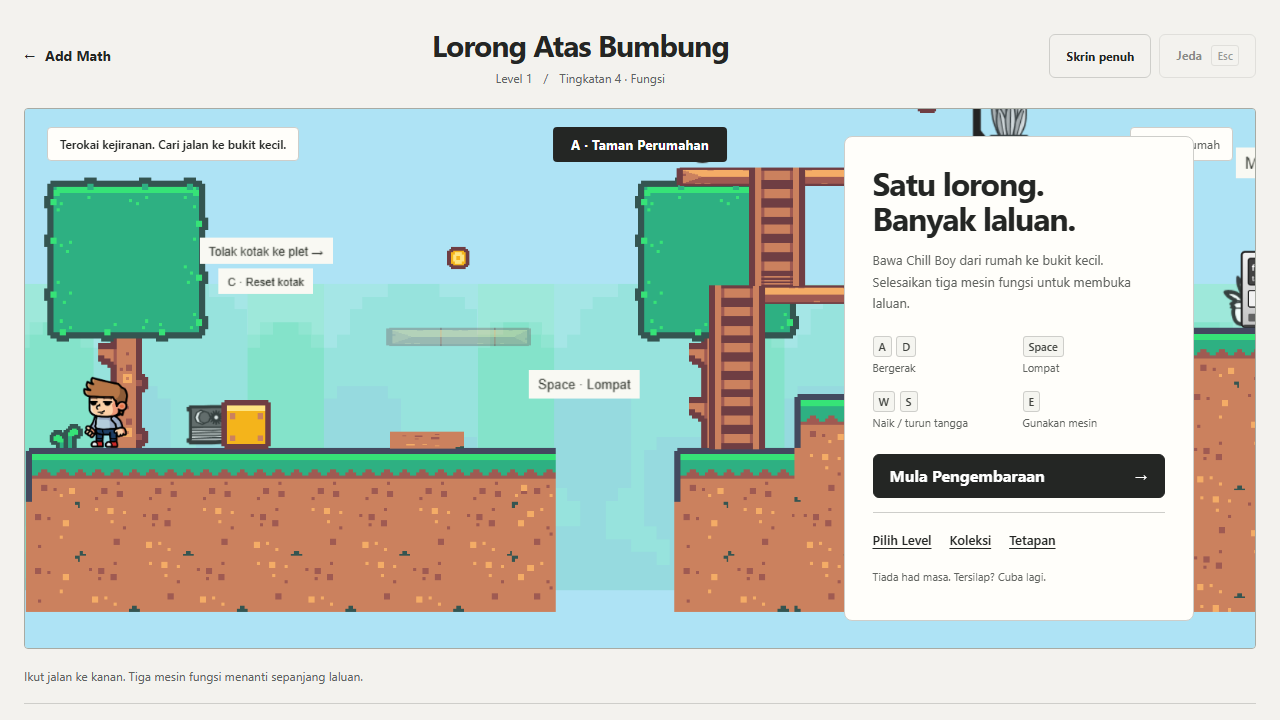 ← Add Math
Lorong Atas Bumbung
Level 1 / Tingkatan 4 · Fungsi
Skrin penuh
Jeda Esc
Terokai kejiranan. Cari jalan ke bukit kecil.
A · Taman Perumahan
Tolak kotak ke plet →
C · Reset kotak
Space · Lompat
Satu lorong.
Banyak laluan.
Bawa Chill Boy dari rumah ke bukit kecil.
Selesaikan tiga mesin fungsi untuk membuka
laluan.
A D
Bergerak
Space
Lompat
W S
Naik / turun tangga
E
Gunakan mesin
Mula Pengembaraan →
Pilih Level Koleksi Tetapan
Tiada had masa. Tersilap? Cuba lagi.
Ikut jalan ke kanan. Tiga mesin fungsi menanti sepanjang laluan.